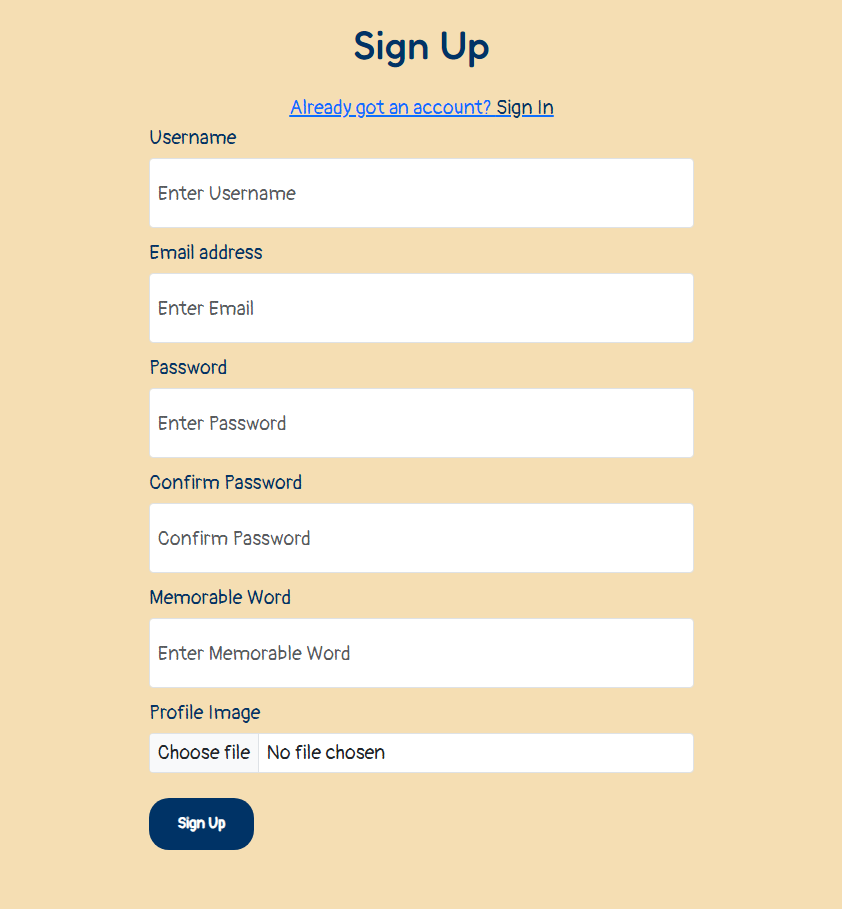 Sign Up
Already got an account? Sign In
Username
Enter Username
Email address
Enter Email
Password
Enter Password
Confirm Password
Confirm Password
Memorable Word
Enter Memorable Word
Profile Image
Choose file No file chosen
Sign Up